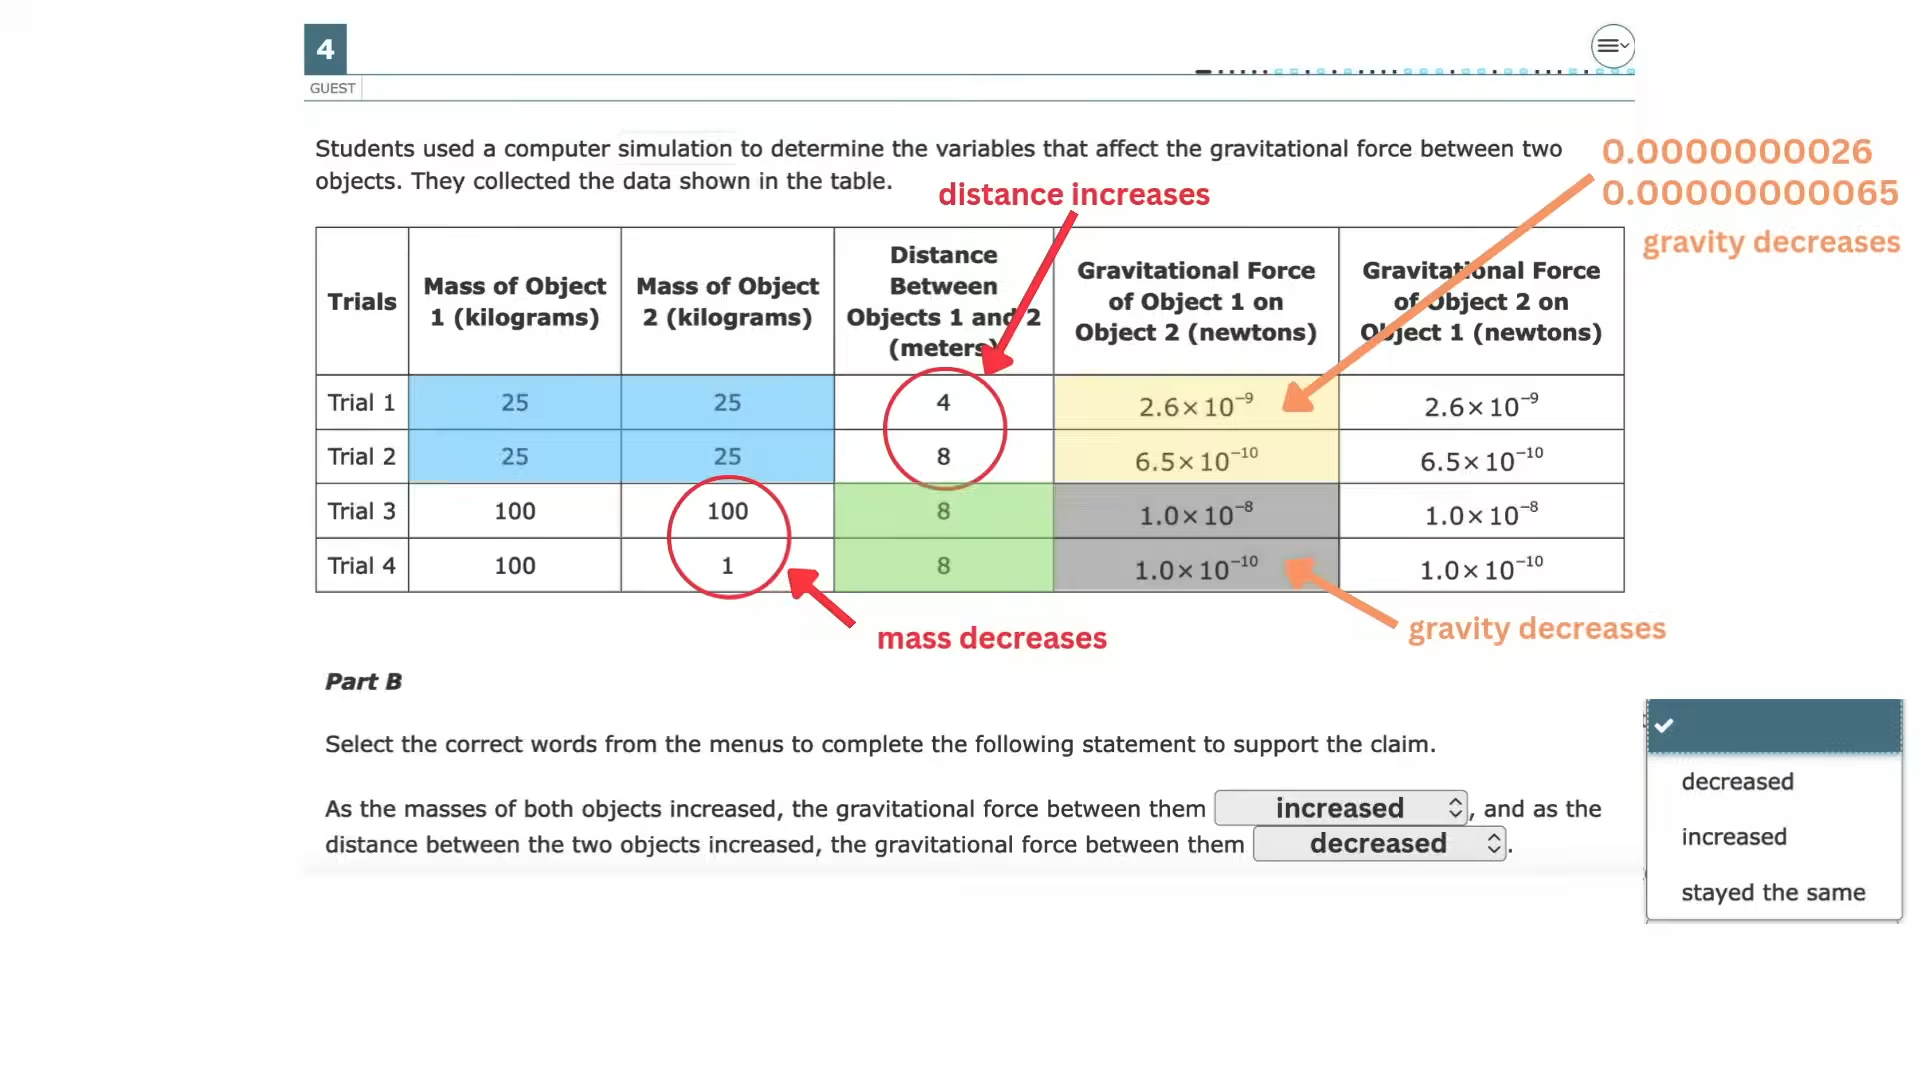 4
GUEST
Students used a computer simulation to determine the variables that affect the gravitational force between two
objects. They collected the data shown in the table.
distance increases
0.0000000026
0.00000000065
gravity decreases
Trials
Mass of Object
1 (kilograms)
Mass of Object
2 (kilograms)
Distance
Between
Objects 1 and 2
(meters)
Gravitational Force
of Object 1 on
Object 2 (newtons)
Gravitational Force
of Object 2 on
Object 1 (newtons)
Trial 1 25 25 4 2.6×10⁻⁹ 2.6×10⁻⁹
Trial 2 25 25 8 6.5×10⁻¹⁰ 6.5×10⁻¹⁰
Trial 3 100 100 8 1.0×10⁻⁸ 1.0×10⁻⁸
Trial 4 100 1 8 1.0×10⁻¹⁰ 1.0×10⁻¹⁰
mass decreases
gravity decreases
Part B
Select the correct words from the menus to complete the following statement to support the claim.
As the masses of both objects increased, the gravitational force between them increased, and as the
distance between the two objects increased, the gravitational force between them decreased.
decreased
increased
stayed the same